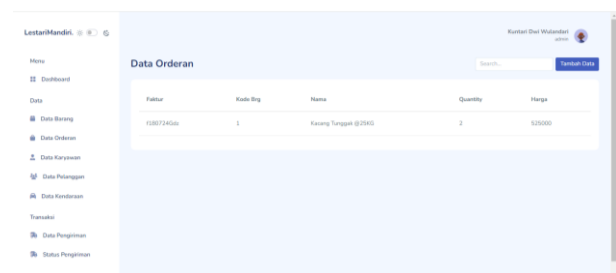 LestariMandiri.
Kuntari Dwi Wulandari
admin
Menu
Dashboard
Data
Data Barang
Data Orderan
Data Karyawan
Data Pelanggan
Data Kendaraan
Transaksi
Data Pengiriman
Status Pengiriman
Data Orderan
Search...
Tambah Data
Faktur Kode Brg Nama Quantity Harga
1 Kacang Tunggak @25KG 2 525000